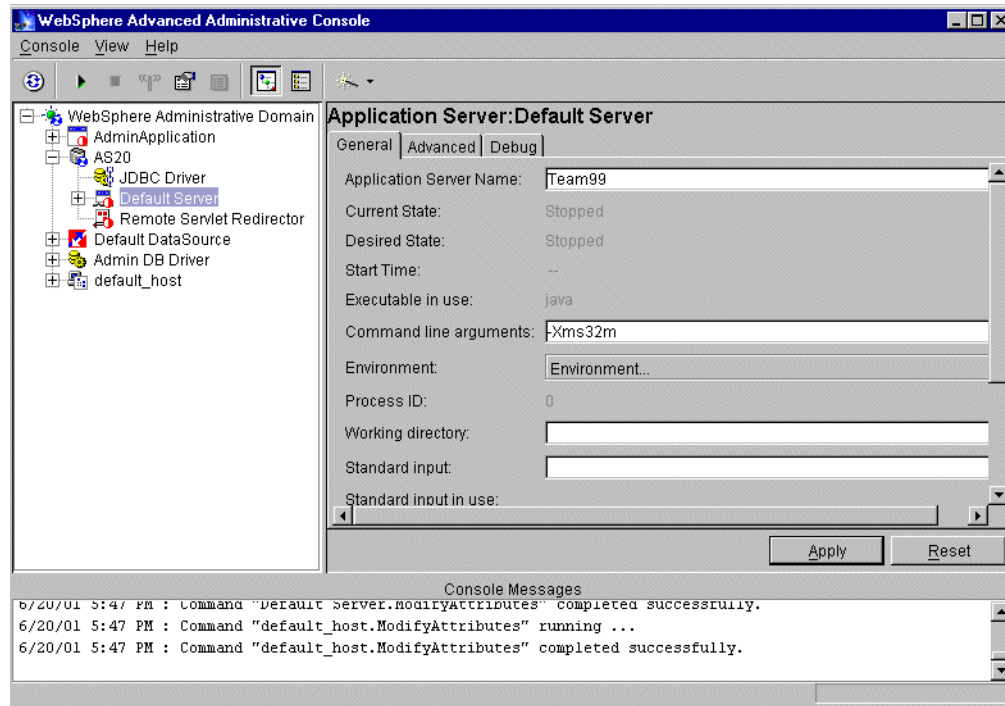 WebSphere Advanced Administrative Console
Console View Help
WebSphere Administrative Domain
AdminApplication
AS20
JDBC Driver
Default Server
Remote Servlet Redirector
Default DataSource
Admin DB Driver
default_host
Application Server:Default Server
General Advanced Debug
Application Server Name: Team99
Current State: Stopped
Desired State: Stopped
Start Time: --
Executable in use: java
Command line arguments: -Xms32m
Environment: Environment...
Process ID: 0
Working directory:
Standard input:
Standard input in use:
Apply Reset
Console Messages
6/20/01 5:47 PM : Command "Default Server.ModifyAttributes" completed successfully.
6/20/01 5:47 PM : Command "default_host.ModifyAttributes" running ...
6/20/01 5:47 PM : Command "default_host.ModifyAttributes" completed successfully.